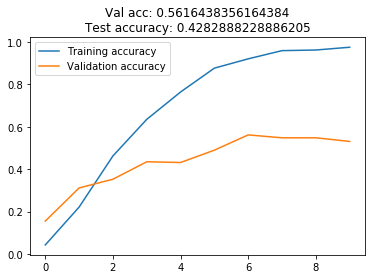 Val acc: 0.5616438356164384
Test accuracy: 0.4282888228886205
Training accuracy
Validation accuracy
1.0
0.8
0.6
0.4
0.2
0.0
0 2 4 6 8